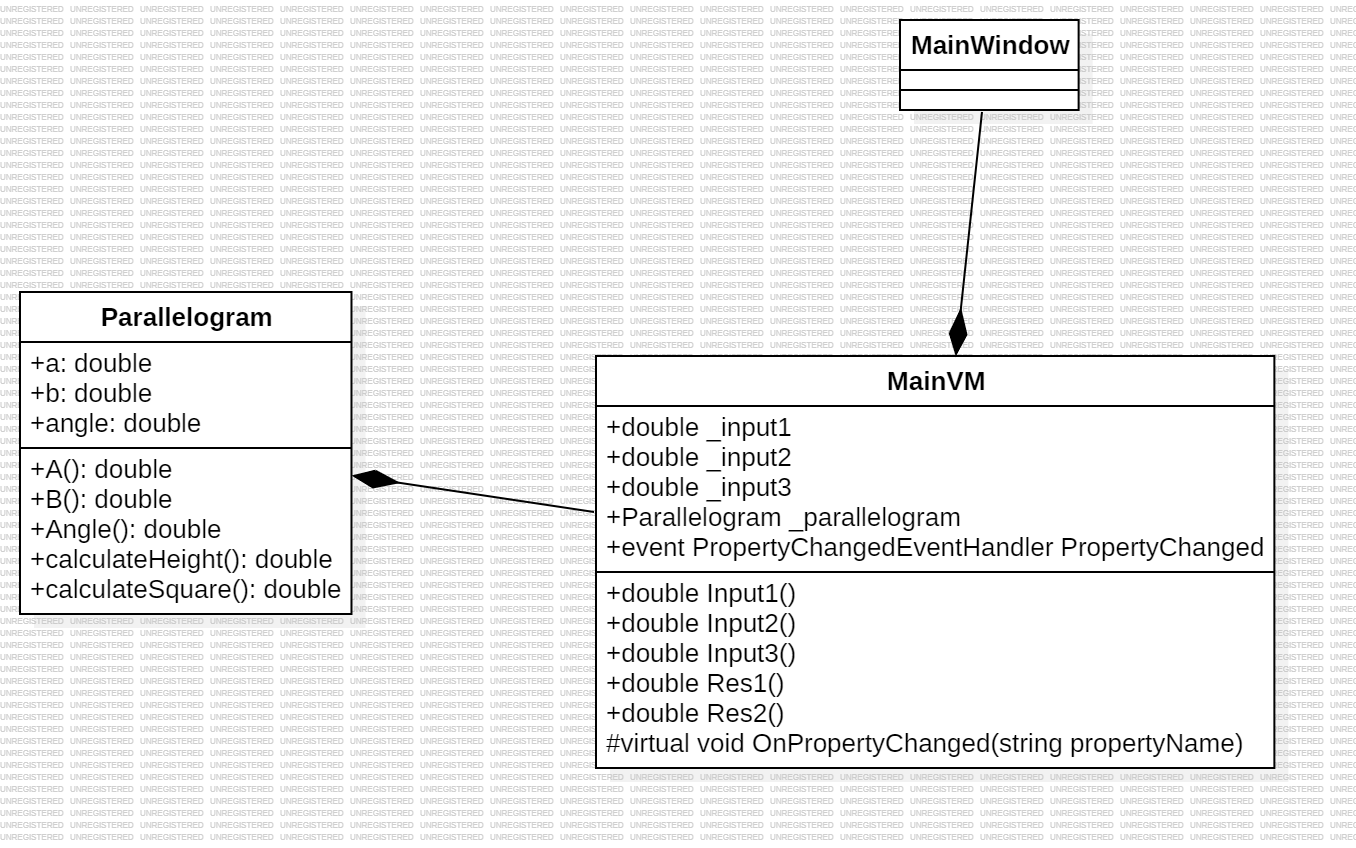 MainWindow
Parallelogram
+a: double
+b: double
+angle: double
+A(): double
+B(): double
+Angle(): double
+calculateHeight(): double
+calculateSquare(): double
MainVM
+double _input1
+double _input2
+double _input3
+Parallelogram _parallelogram
+event PropertyChangedEventHandler PropertyChanged
+double Input1()
+double Input2()
+double Input3()
+double Res1()
+double Res2()
#virtual void OnPropertyChanged(string propertyName)
UNREGISTERED